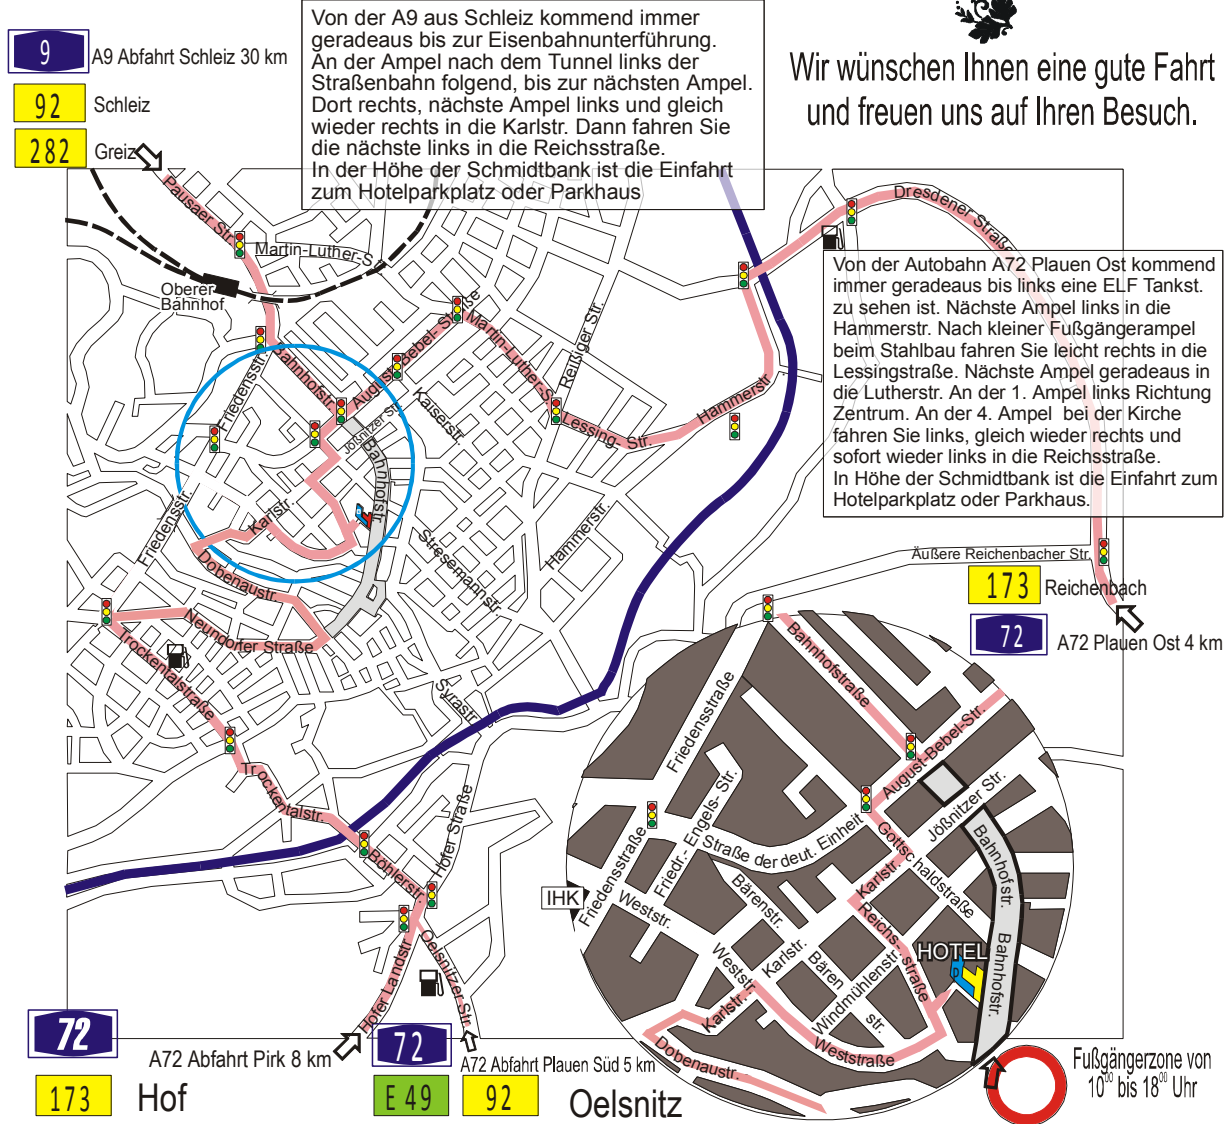 Von der A9 aus Schleiz kommend immer
geradeaus bis zur Eisenbahnunterführung.
An der Ampel nach dem Tunnel links der
Straßenbahn folgend, bis zur nächsten Ampel.
Dort rechts, nächste Ampel links und gleich
wieder rechts in die Karlstr. Dann fahren Sie
die nächste links in die Reichsstraße.
In der Höhe der Schmidtbank ist die Einfahrt
zum Hotelparkplatz oder Parkhaus
9
A9 Abfahrt Schleiz 30 km
92
Schleiz
282
Greiz
Wir wünschen Ihnen eine gute Fahrt
und freuen uns auf Ihren Besuch.
Pausaer Str.
Martin-Luther-S
Oberer
Bahnhof
Dresdener Straße
Von der Autobahn A72 Plauen Ost kommend
immer geradeaus bis links eine ELF Tankst.
zu sehen ist. Nächste Ampel links in die
Hammerstr. Nach kleiner Fußgängerampel
beim Stahlbau fahren Sie leicht rechts in die
Lessingstraße. Nächste Ampel geradeaus in
die Lutherstr. An der 1. Ampel links Richtung
Zentrum. An der 4. Ampel bei der Kirche
fahren Sie links, gleich wieder rechts und
sofort wieder links in die Reichsstraße.
In Höhe der Schmidtbank ist die Einfahrt zum
Hotelparkplatz oder Parkhaus.
Bahnhofstr.
Friedensstr.
August-Bebel-Straße
Martin-Luther-S
Reißiger Str.
Kaiserstr.
Jößnitzer Str.
Lessing- Str.
Hammerstr
Bahnhofstr
Karlstr.
Friedensstr.
Dobenaustr.
Stresemannstr
Hammerstr.
Neundorfer Straße
Trockentalstraße
Syrastr.
Trockentalstr.
Böhlerstr.
Hofer Straße
Hofer Landstr
Oelsnitzer Str.
Äußere Reichenbacher Str.
173
Reichenbach
72
A72 Plauen Ost 4 km
Bahnhofstraße
Friedensstraße
August-Bebel-Str.
Jößnitzer Str.
Friedr.- Engels- Str.
Straße der deut. Einheit
Gottschaldstraße
Friedensstraße
Karlstr.
Bahnhofstr.
IHK
Weststr.
Bärenstr.
Reichs- straße
HOTEL
Bahnhofstr.
Weststr
Karlstr.
Bären
str.
Windmühlenstr.
Karlstr.
Weststraße
Dobenaustr.
72
A72 Abfahrt Pirk 8 km
173
Hof
72
A72 Abfahrt Plauen Süd 5 km
E 49
92
Oelsnitz
Fußgängerzone von
10⁰⁰ bis 18⁰⁰ Uhr